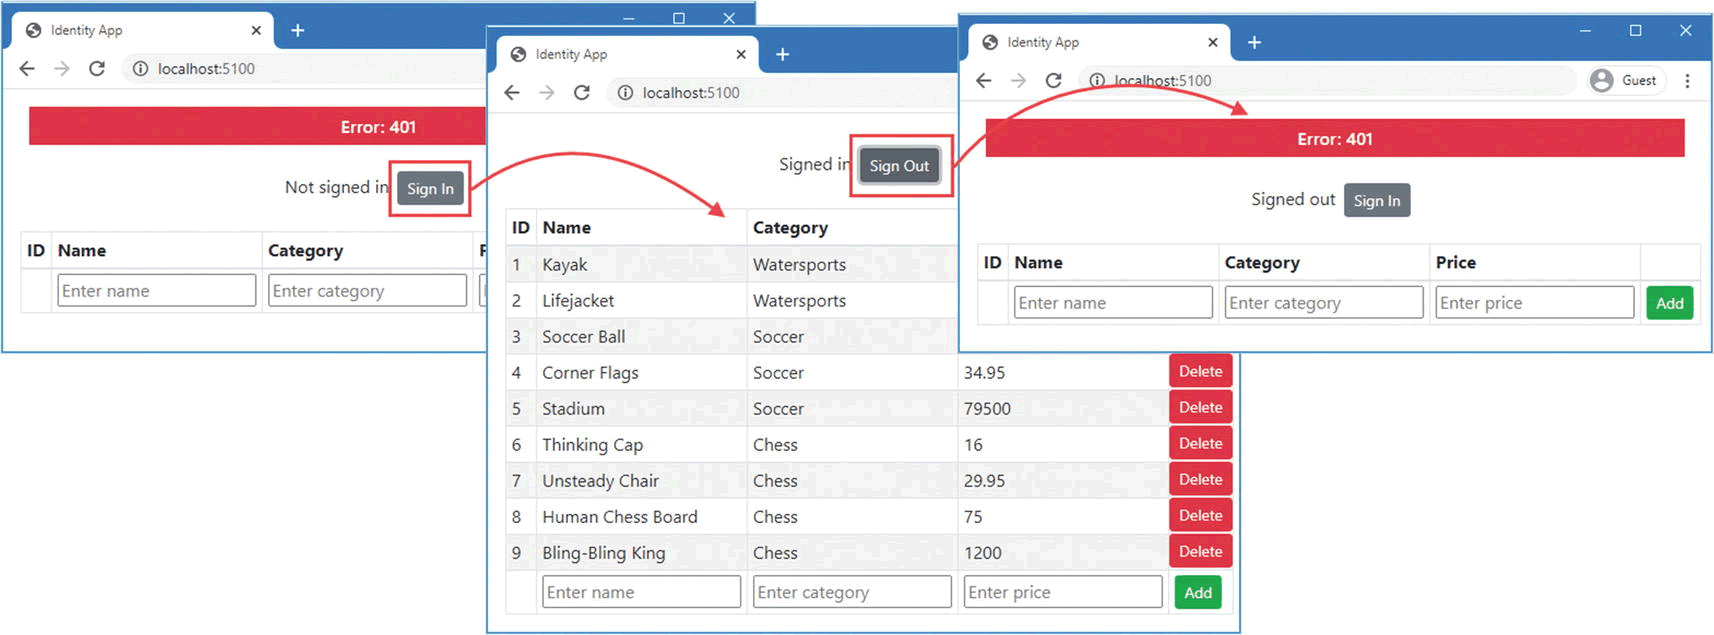 Identity App
localhost:5100
Error: 401
Not signed in Sign In
ID Name Category
Enter name Enter category
Identity App
localhost:5100
Signed in Sign Out
ID Name Category
1 Kayak Watersports
2 Lifejacket Watersports
3 Soccer Ball Soccer
4 Corner Flags Soccer 34.95 Delete
5 Stadium Soccer 79500 Delete
6 Thinking Cap Chess 16 Delete
7 Unsteady Chair Chess 29.95 Delete
8 Human Chess Board Chess 75 Delete
9 Bling-Bling King Chess 1200 Delete
Enter name Enter category Enter price Add
Identity App
localhost:5100 Guest
Error: 401
Signed out Sign In
ID Name Category Price
Enter name Enter category Enter price Add